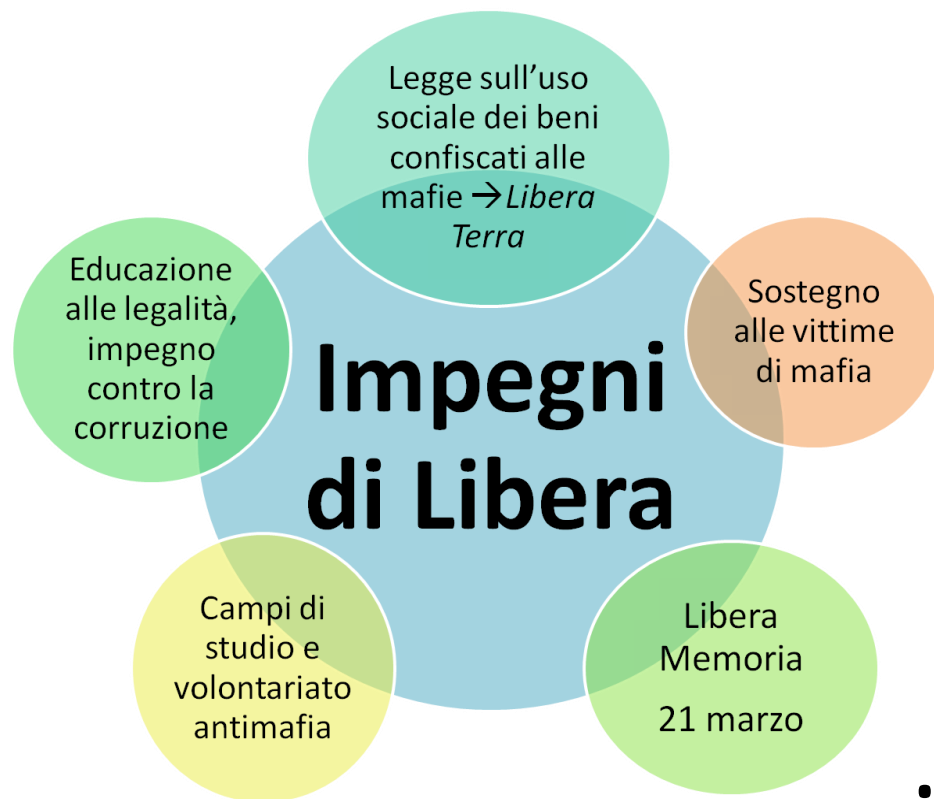 Legge sull’uso
sociale dei beni
confiscati alle
mafie → Libera
Terra
Sostegno
alle vittime
di mafia
Libera
Memoria
21 marzo
Campi di
studio e
volontariato
antimafia
Educazione
alle legalità,
impegno
contro la
corruzione
Impegni
di Libera
.